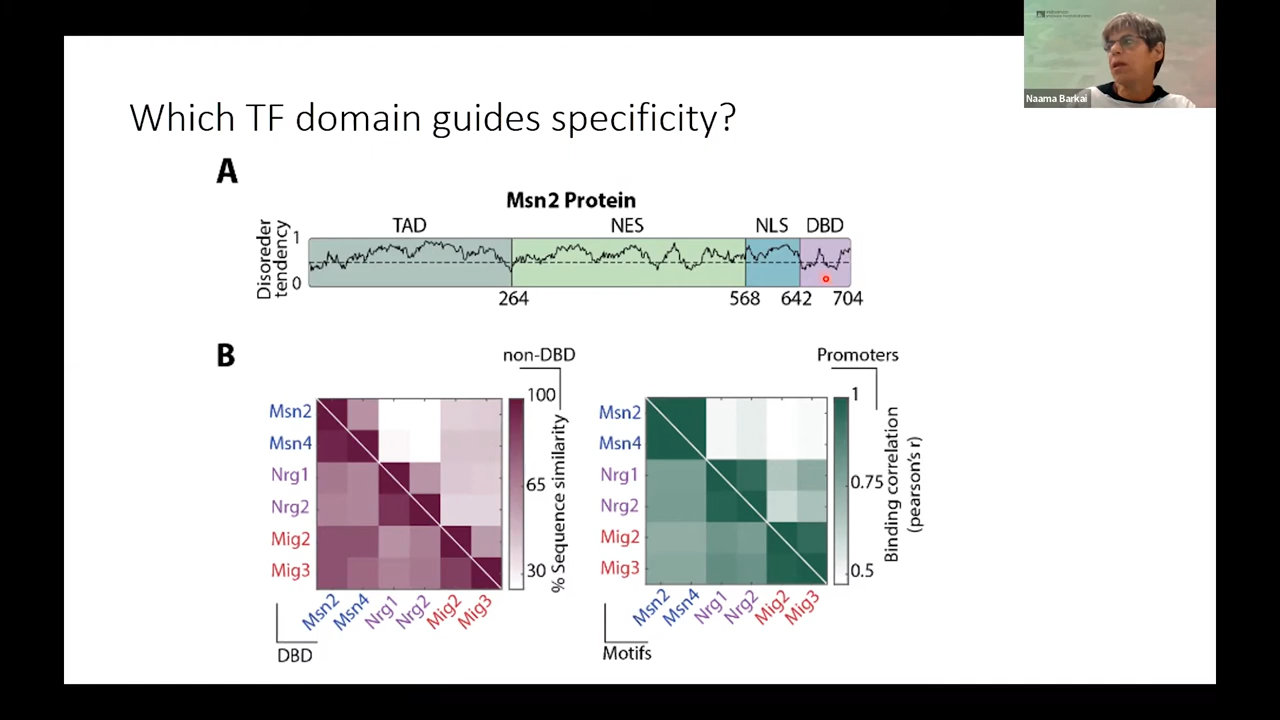 Naama Barkai
Which TF domain guides specificity?
A
Msn2 Protein
TAD NES NLS DBD
Disoreder
tendency
1
0
264 568 642 704
B
non-DBD
Msn2
Msn4
Nrg1
Nrg2
Mig2
Mig3
Msn2 Msn4 Nrg1 Nrg2 Mig2 Mig3
DBD
100
65
30
% Sequence similarity
Promoters
Msn2
Msn4
Nrg1
Nrg2
Mig2
Mig3
Msn2 Msn4 Nrg1 Nrg2 Mig2 Mig3
Motifs
1
0.75
0.5
Binding correlation
(pearson's r)